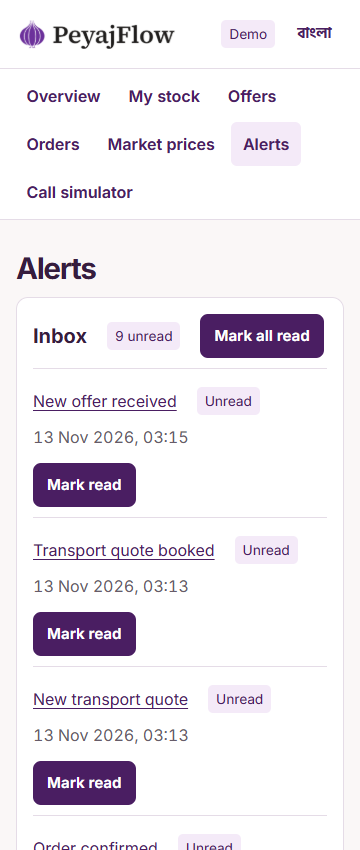 PeyajFlow
Demo
বাংলা
Overview My stock Offers
Orders Market prices Alerts
Call simulator
Alerts
Inbox 9 unread Mark all read
New offer received Unread
13 Nov 2026, 03:15
Mark read
Transport quote booked Unread
13 Nov 2026, 03:13
Mark read
New transport quote Unread
13 Nov 2026, 03:13
Mark read
Order confirmed Unread